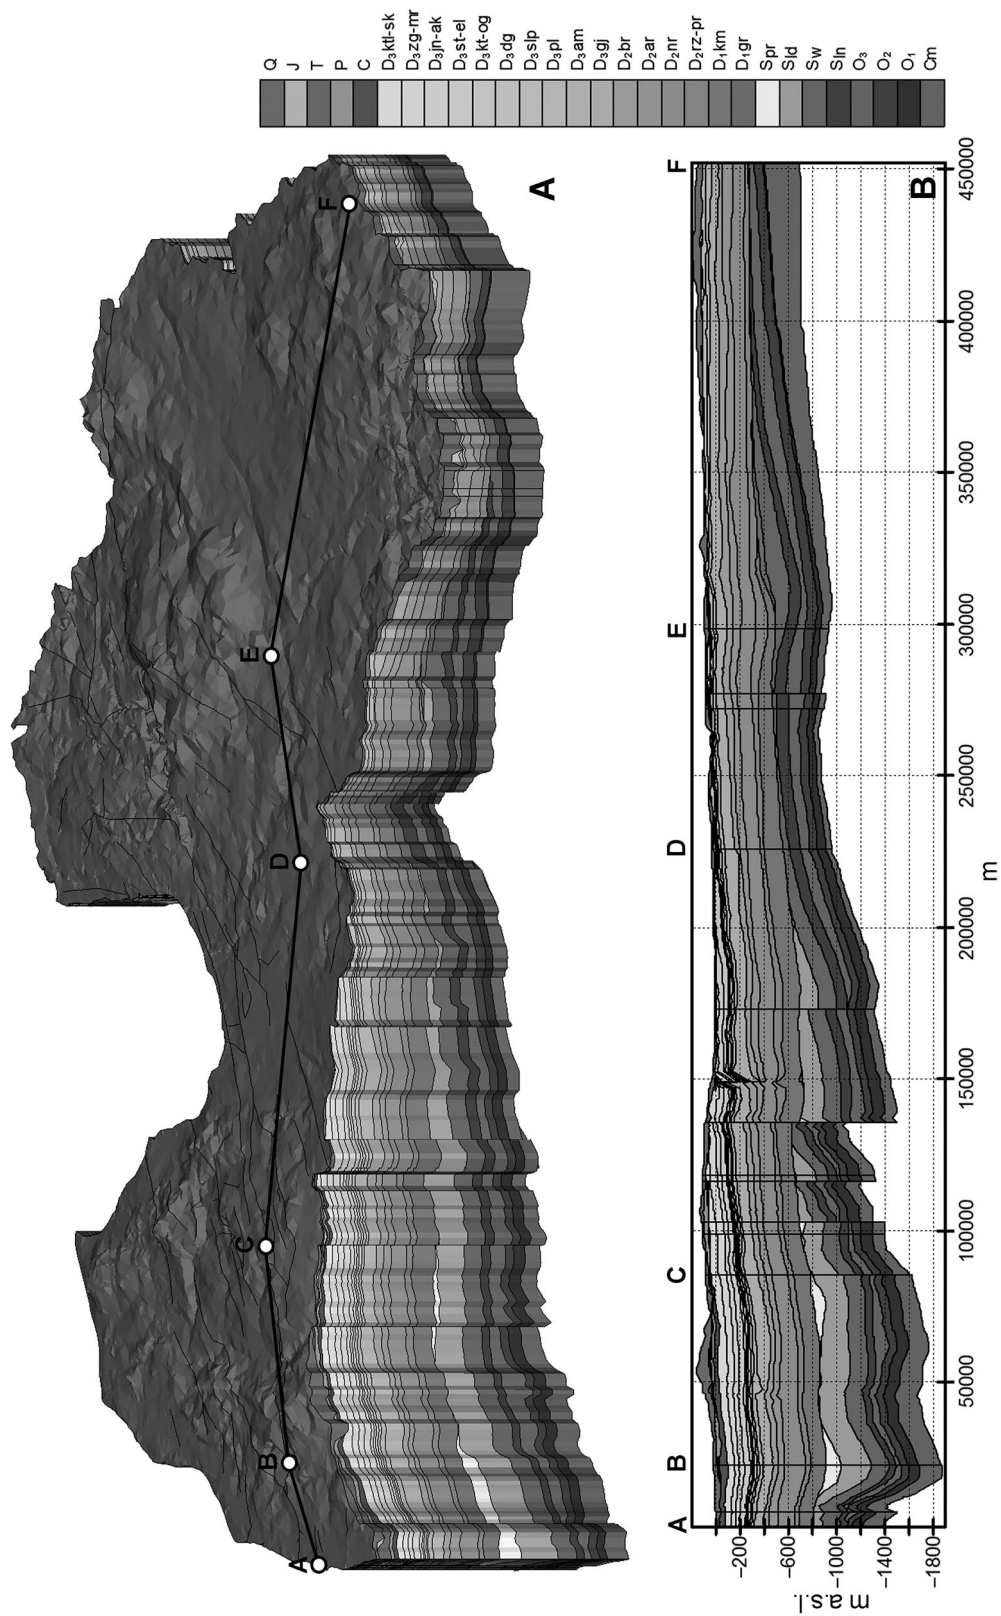 Q
J
T
P
C
D₃ktl-sk
D₃zg-mr
D₃jn-ak
D₃st-el
D₃kt-og
D₃dg
D₃slp
D₃pl
D₃am
D₃gj
D₂br
D₂ar
D₂nr
D₂rz-pr
D₁km
D₁gr
Spr
Sld
Sw
Sln
O₃
O₂
O₁
Cm
A
B
C
D
E
F
A
A
B
C
D
E
F
B
-200
-600
-1000
-1400
-1800
m a.s.l.
50000
100000
150000
200000
250000
300000
350000
400000
450000
m